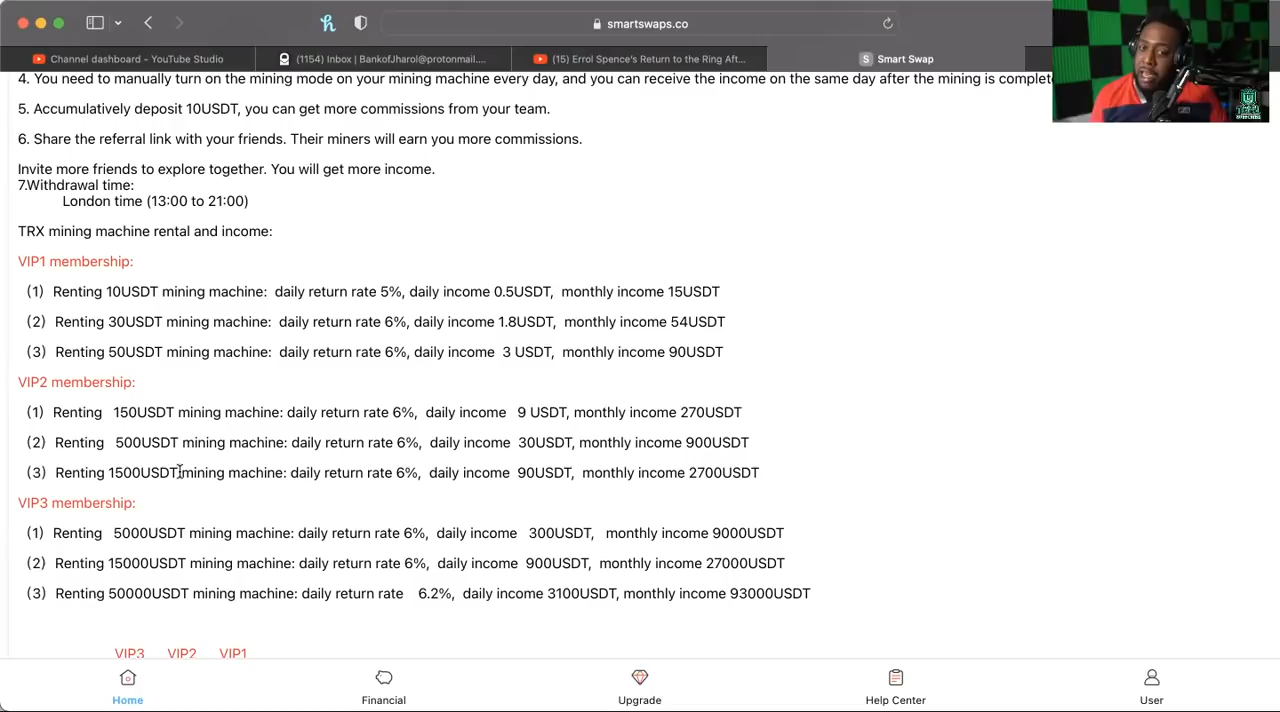 smartswaps.co
Channel dashboard - YouTube Studio
(1154) Inbox | BankofJharol@protonmail....
(15) Errol Spence's Return to the Ring Aft...
S Smart Swap
4. You need to manually turn on the mining mode on your mining machine every day, and you can receive the income on the same day after the mining is complete
5. Accumulatively deposit 10USDT, you can get more commissions from your team.
6. Share the referral link with your friends. Their miners will earn you more commissions.
Invite more friends to explore together. You will get more income.
7.Withdrawal time:
London time (13:00 to 21:00)
TRX mining machine rental and income:
VIP1 membership:
(1) Renting 10USDT mining machine: daily return rate 5%, daily income 0.5USDT, monthly income 15USDT
(2) Renting 30USDT mining machine: daily return rate 6%, daily income 1.8USDT, monthly income 54USDT
(3) Renting 50USDT mining machine: daily return rate 6%, daily income 3 USDT, monthly income 90USDT
VIP2 membership:
(1) Renting 150USDT mining machine: daily return rate 6%, daily income 9 USDT, monthly income 270USDT
(2) Renting 500USDT mining machine: daily return rate 6%, daily income 30USDT, monthly income 900USDT
(3) Renting 1500USDT mining machine: daily return rate 6%, daily income 90USDT, monthly income 2700USDT
VIP3 membership:
(1) Renting 5000USDT mining machine: daily return rate 6%, daily income 300USDT, monthly income 9000USDT
(2) Renting 15000USDT mining machine: daily return rate 6%, daily income 900USDT, monthly income 27000USDT
(3) Renting 50000USDT mining machine: daily return rate 6.2%, daily income 3100USDT, monthly income 93000USDT
VIP3 VIP2 VIP1
Home
Financial
Upgrade
Help Center
User